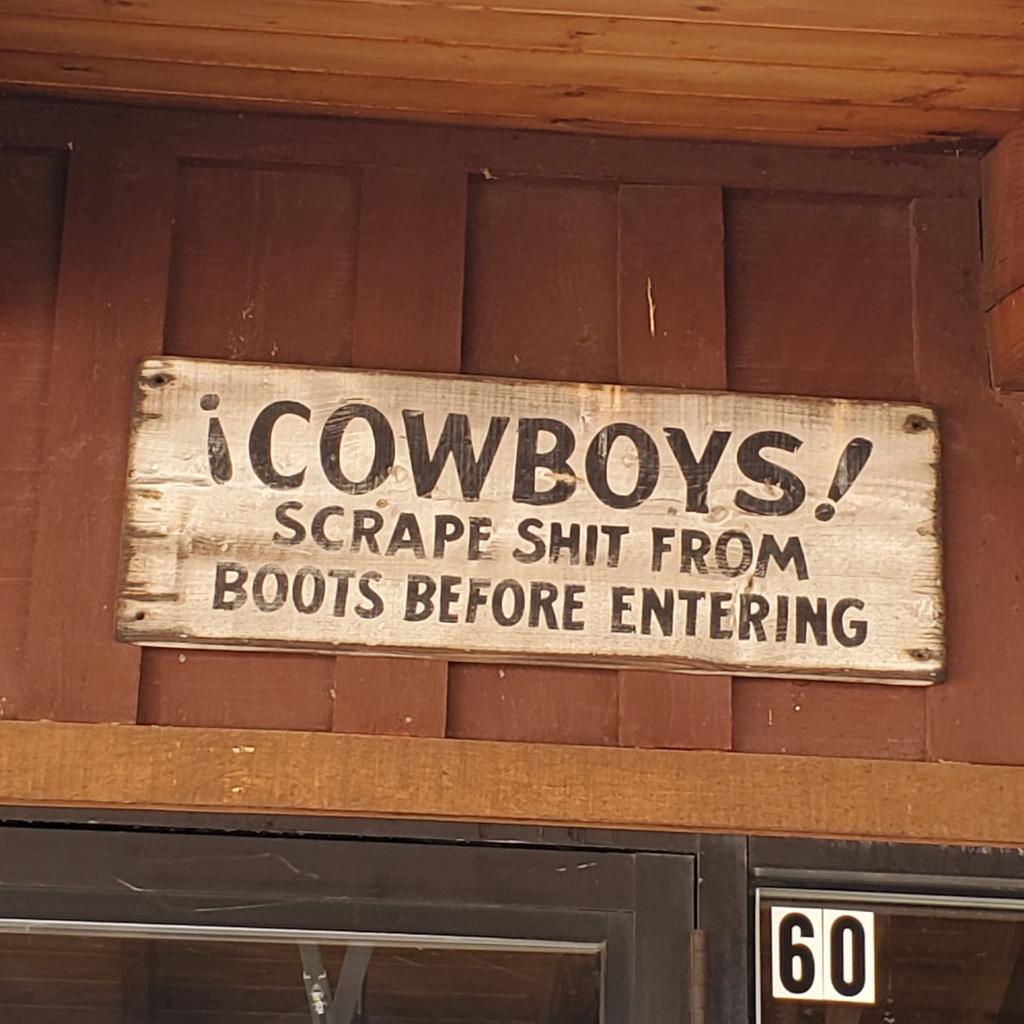 ¡COWBOYS!
SCRAPE SHIT FROM
BOOTS BEFORE ENTERING
60